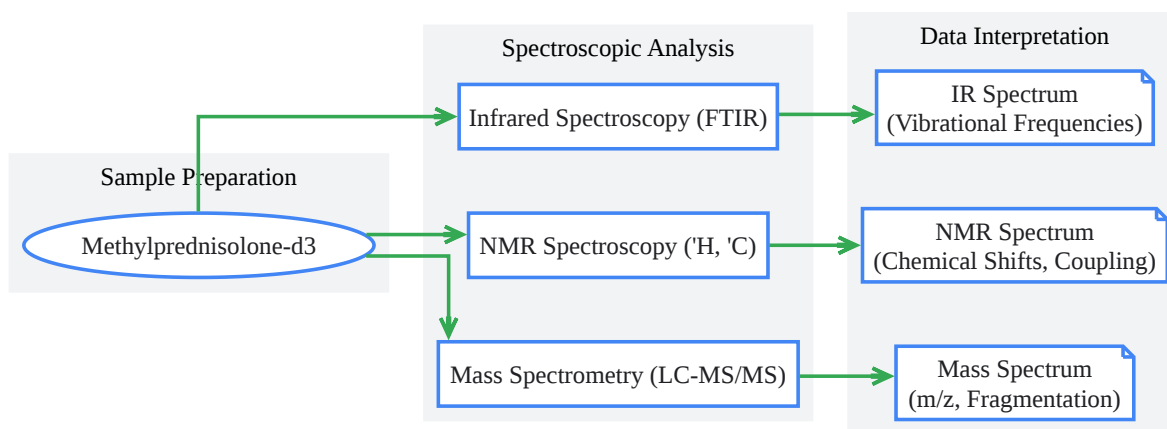 Sample Preparation
Methylprednisolone-d3
Spectroscopic Analysis
Infrared Spectroscopy (FTIR)
NMR Spectroscopy ('H, 'C)
Mass Spectrometry (LC-MS/MS)
Data Interpretation
IR Spectrum
(Vibrational Frequencies)
NMR Spectrum
(Chemical Shifts, Coupling)
Mass Spectrum
(m/z, Fragmentation)